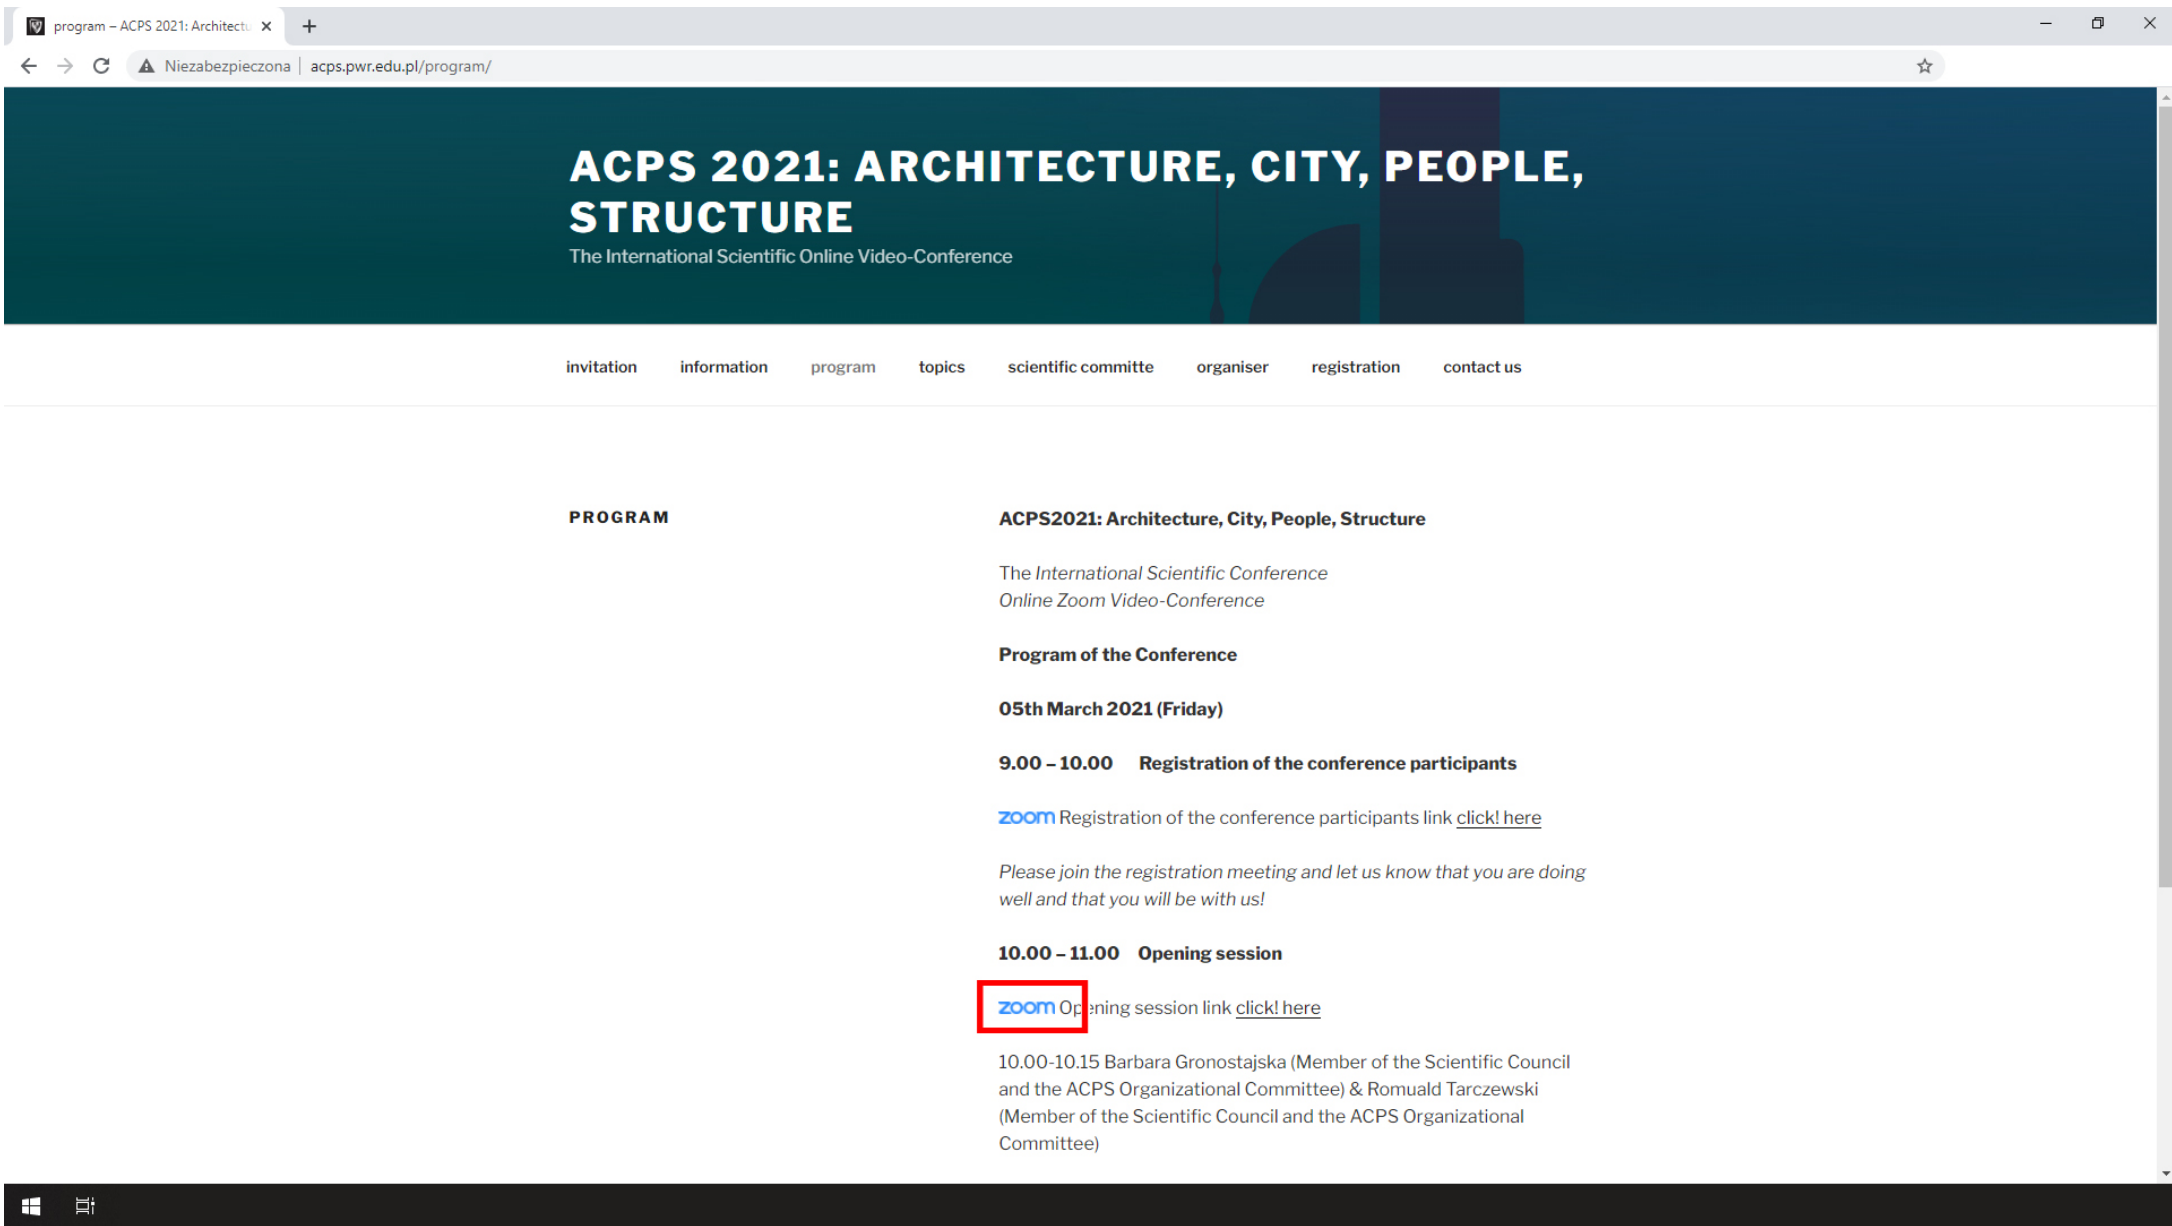 program – ACPS 2021: Architectu
Niezabezpieczona | acps.pwr.edu.pl/program/
ACPS 2021: ARCHITECTURE, CITY, PEOPLE,
STRUCTURE
The International Scientific Online Video-Conference
invitation information program topics scientific committe organiser registration contact us
PROGRAM
ACPS2021: Architecture, City, People, Structure
The International Scientific Conference
Online Zoom Video-Conference
Program of the Conference
05th March 2021 (Friday)
9.00 – 10.00 Registration of the conference participants
zoom Registration of the conference participants link click! here
Please join the registration meeting and let us know that you are doing
well and that you will be with us!
10.00 – 11.00 Opening session
zoom Opening session link click! here
10.00-10.15 Barbara Gronostajska (Member of the Scientific Council
and the ACPS Organizational Committee) & Romuald Tarczewski
(Member of the Scientific Council and the ACPS Organizational
Committee)